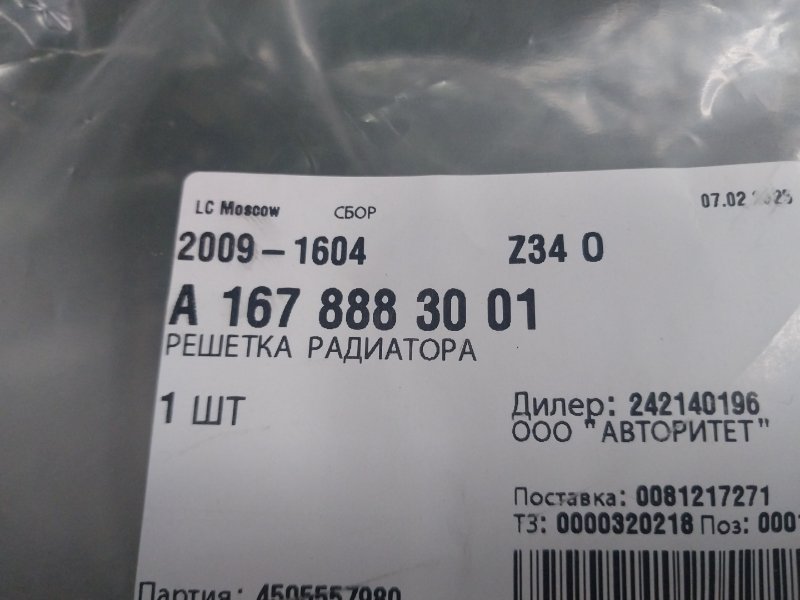 LC Moscow СБОР 07.02
2009 – 1604 Z34 O
A 167 888 30 01
РЕШЕТКА РАДИАТОРА
1 ШТ Дилер: 242140196
ООО "АВТОРИТЕТ"
Поставка: 0081217271
ТЗ: 0000320218 Поз:
Партия: 4505557980